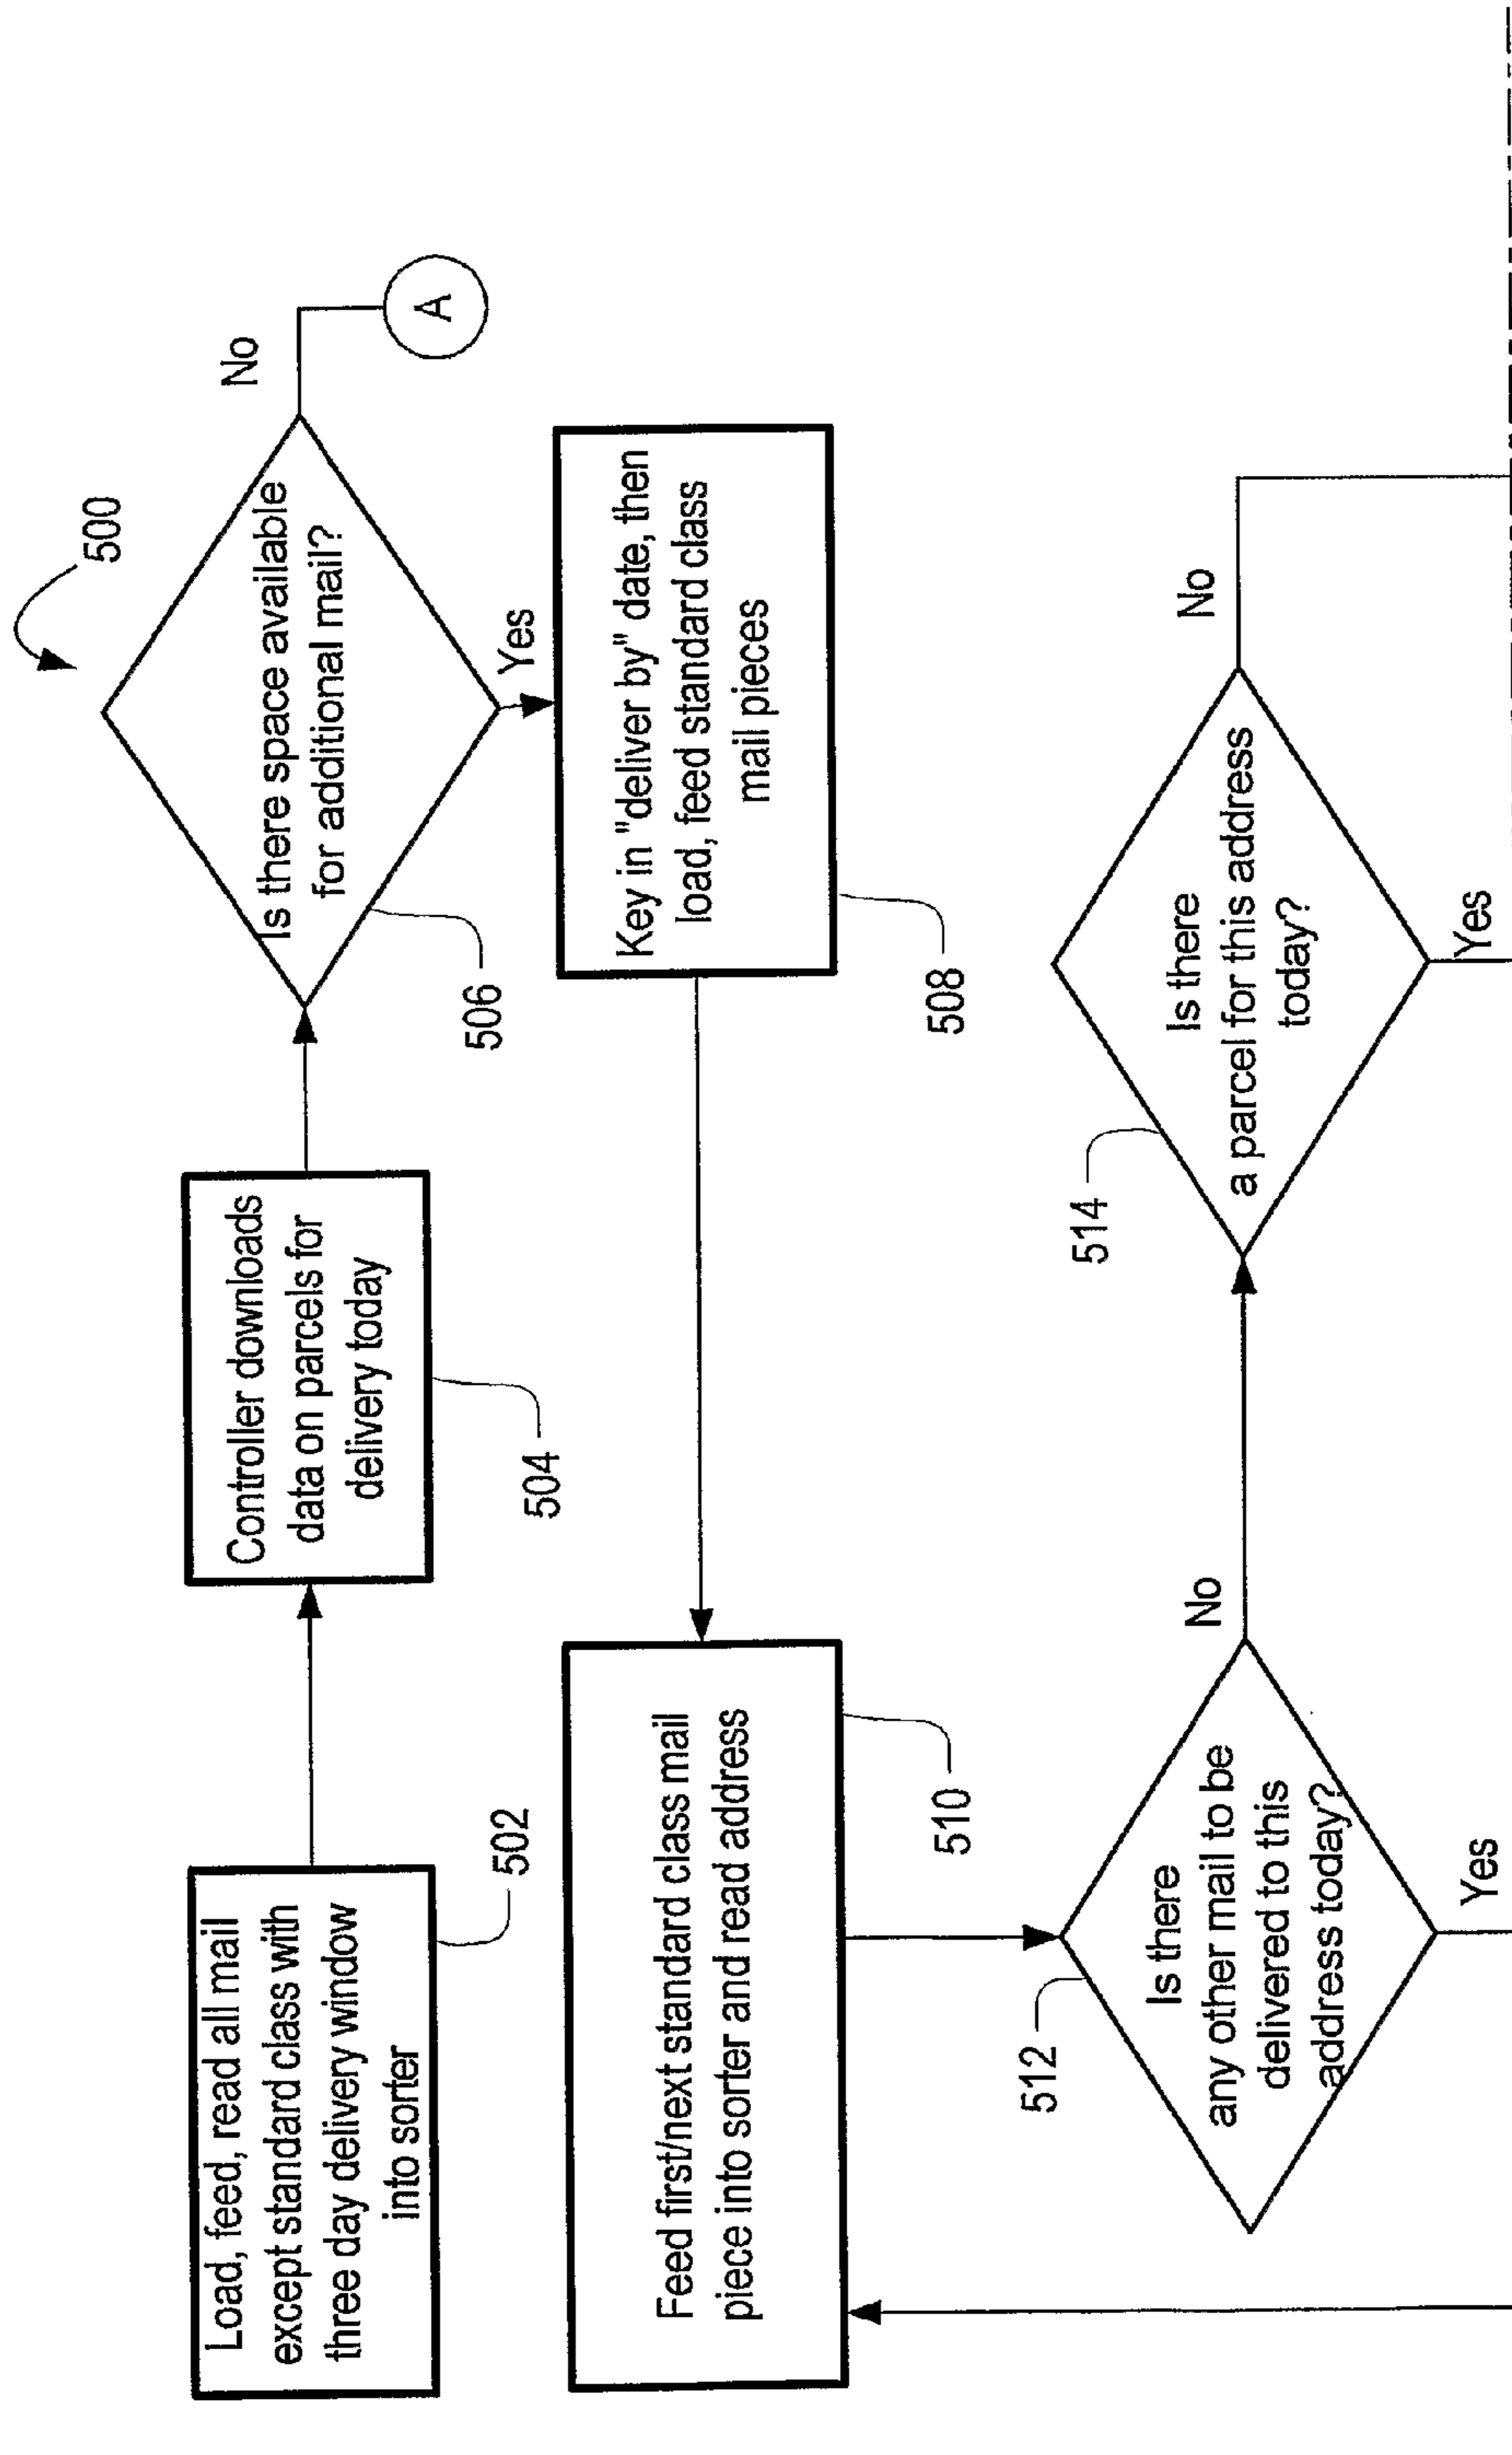 500
Load, feed, read all mail
except standard class with
three day delivery window
into sorter
502
Controller downloads
data on parcels for
delivery today
504
Is there space available
for additional mail?
506
No
A
Yes
Key in "deliver by" date, then
load, feed standard class
mail pieces
508
Feed first/next standard class mail
piece into sorter and read address
510
Is there
any other mail to be
delivered to this
address today?
512
No
Yes
Is there
a parcel for this address
today?
514
No
Yes